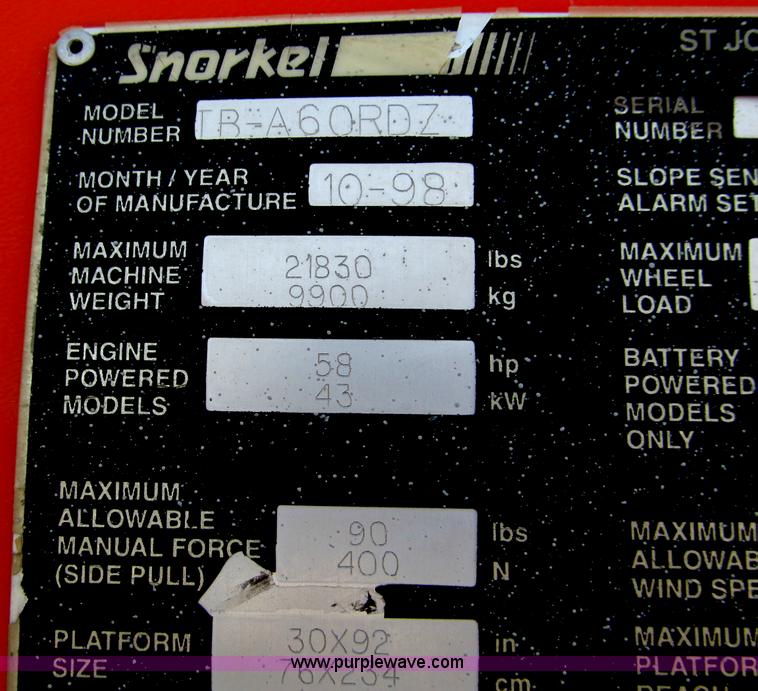 Snorkel
ST JO
MODEL
NUMBER
TB-A60RDZ
SERIAL
NUMBER
MONTH / YEAR
OF MANUFACTURE
10-98
SLOPE SEN
ALARM SET
MAXIMUM
MACHINE
WEIGHT
21830 lbs
9900 kg
MAXIMUM
WHEEL
LOAD
ENGINE
POWERED
MODELS
58 hp
43 kW
BATTERY
POWERED
MODELS
ONLY
MAXIMUM
ALLOWABLE
MANUAL FORCE
(SIDE PULL)
90 lbs
400 N
MAXIMUM
ALLOWAB
WIND SPE
PLATFORM
SIZE
30X92 in
76X234 cm
MAXIMUM
PLATFOR
www.purplewave.com